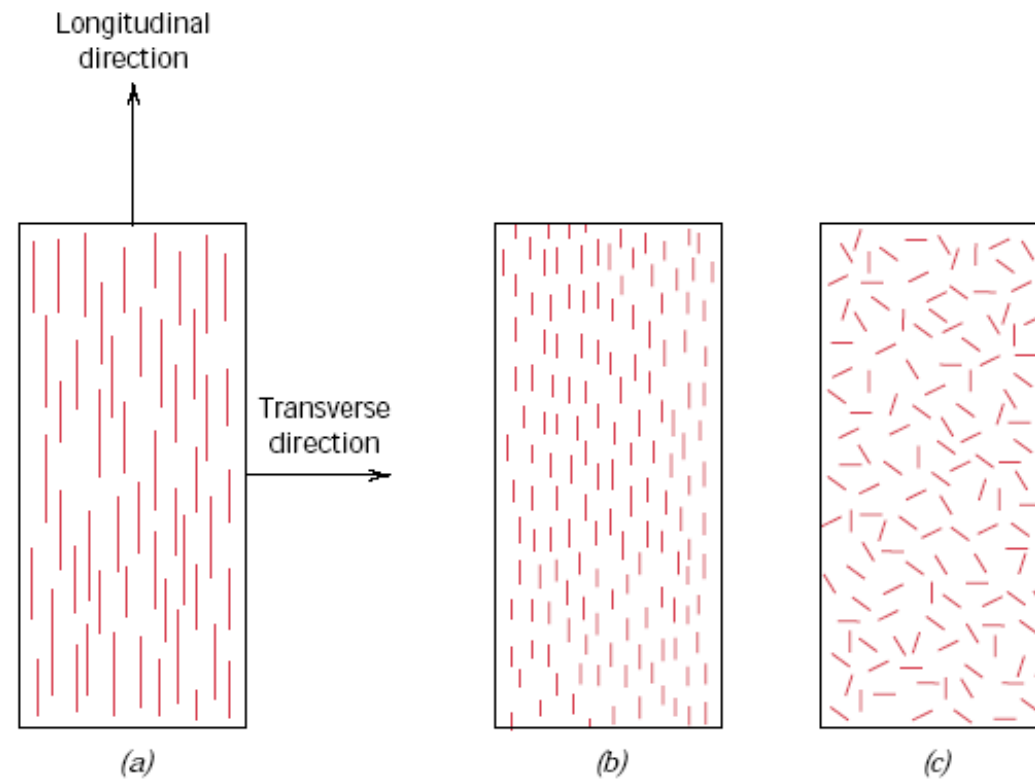 Longitudinal
direction
Transverse
direction
(a)
(b)
(c)